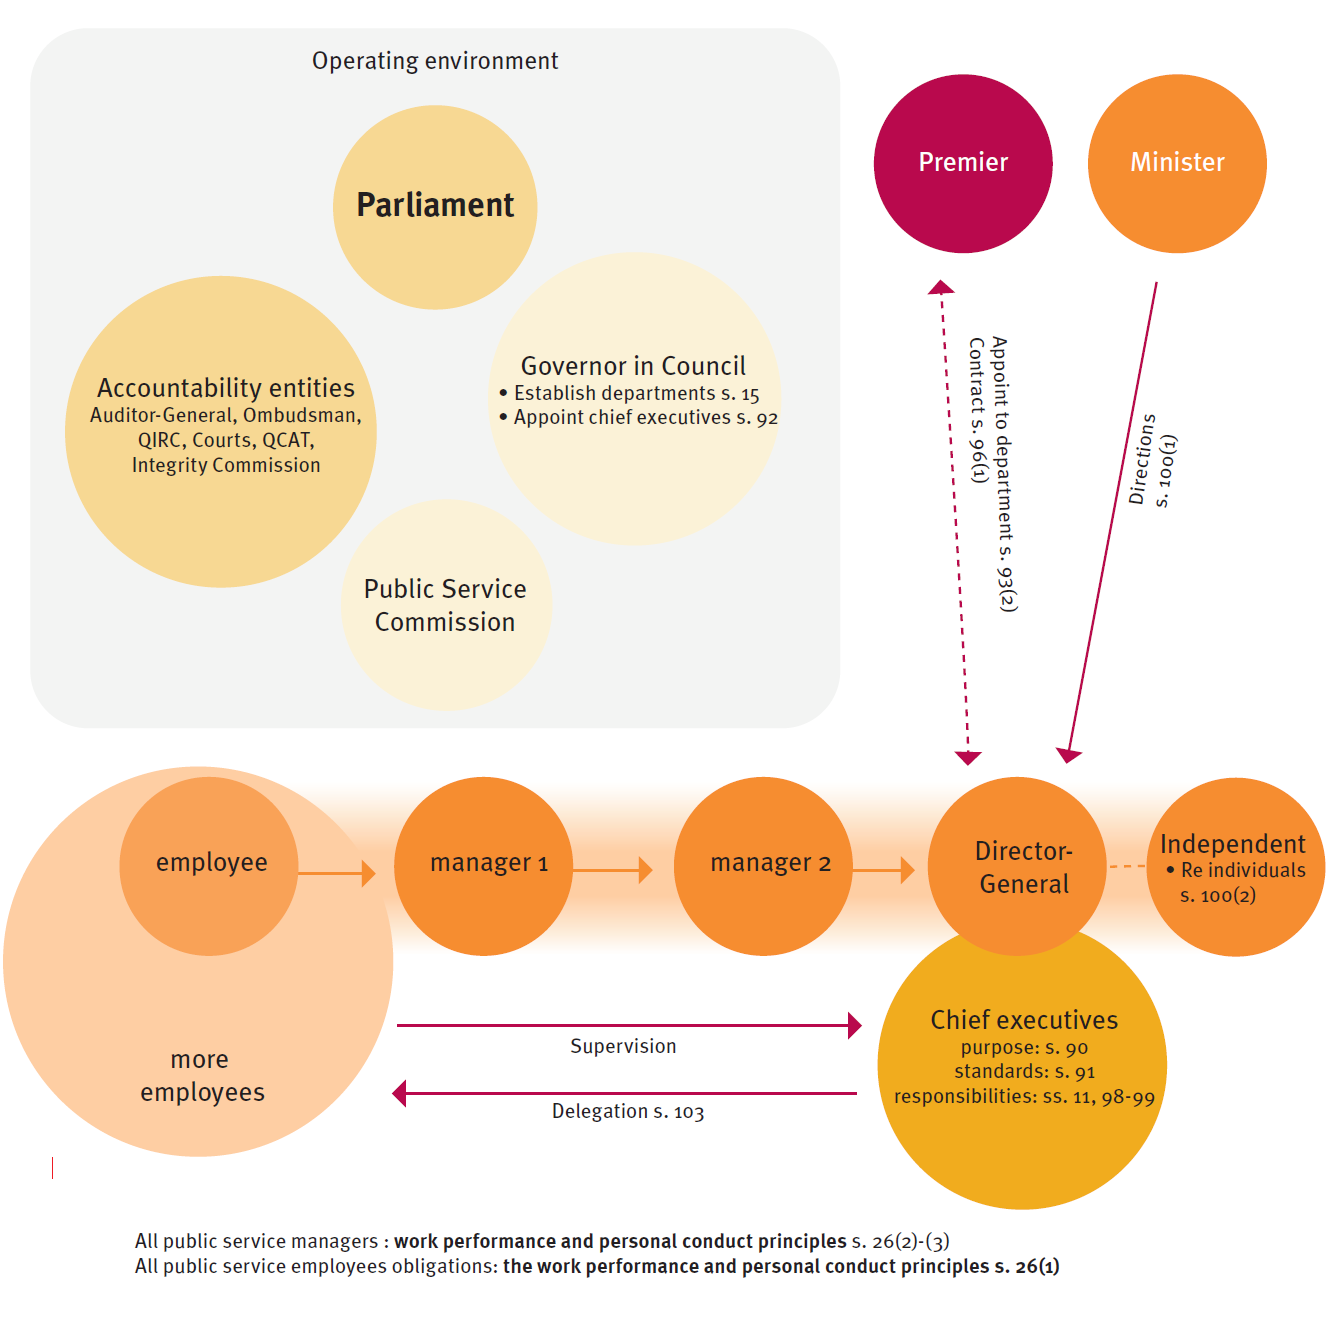 Operating environment
Parliament
Accountability entities
Auditor-General, Ombudsman,
QIRC, Courts, QCAT,
Integrity Commission
Governor in Council
• Establish departments s. 15
• Appoint chief executives s. 92
Public Service
Commission
Premier
Minister
Appoint to department s. 93(2)
Contract s. 96(1)
Directions
s. 100(1)
employee
manager 1
manager 2
Director-
General
Independent
• Re individuals
s. 100(2)
more
employees
Supervision
Delegation s. 103
Chief executives
purpose: s. 90
standards: s. 91
responsibilities: ss. 11, 98-99
All public service managers : work performance and personal conduct principles s. 26(2)-(3)
All public service employees obligations: the work performance and personal conduct principles s. 26(1)